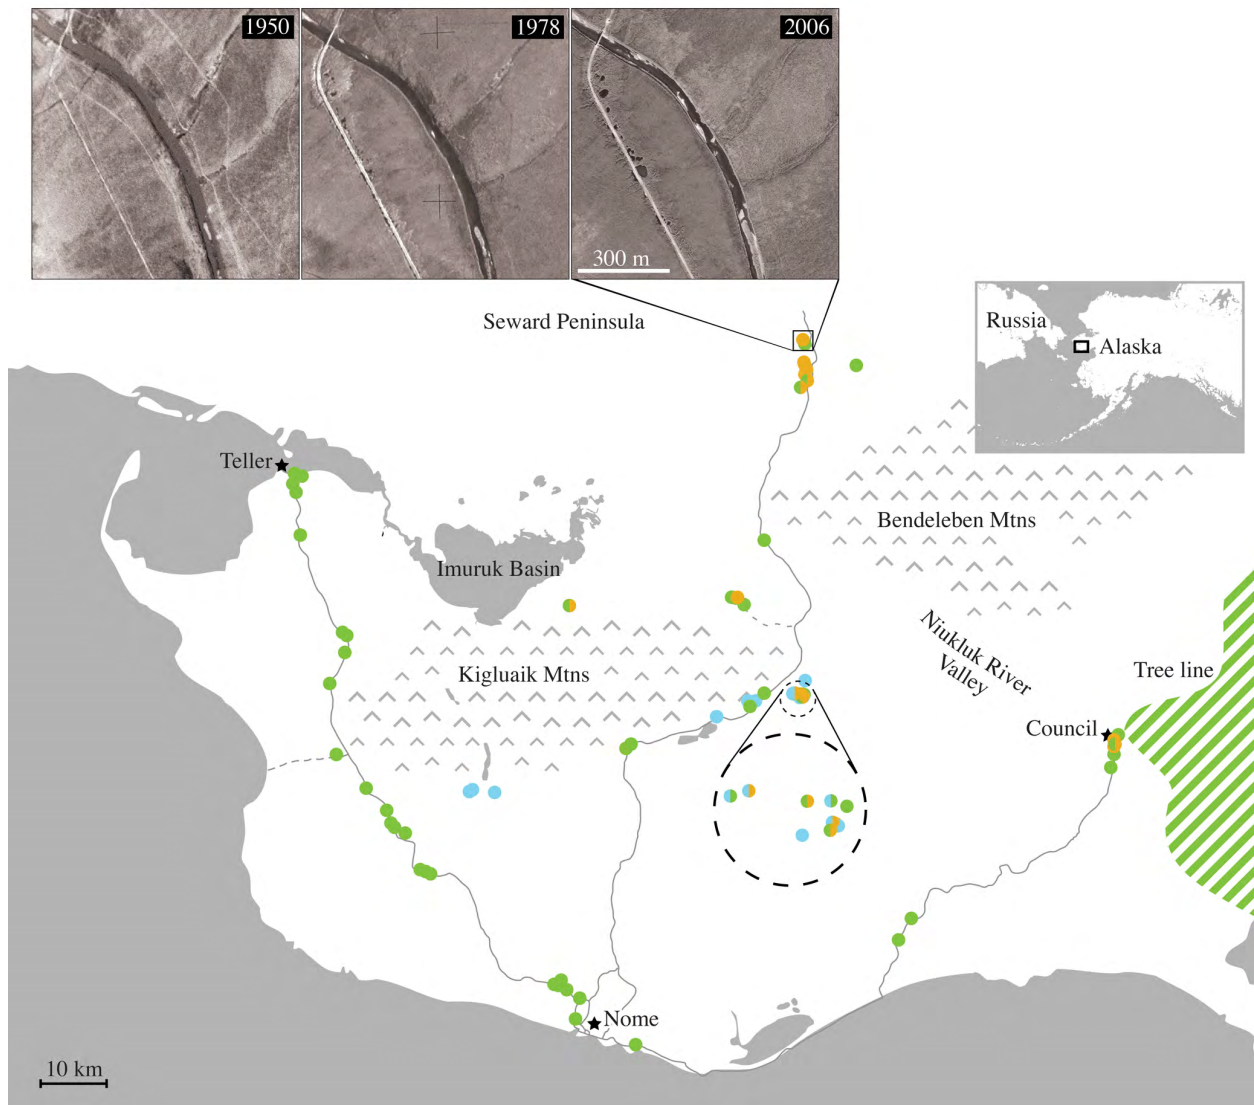 1950
1978
2006
300 m
Seward Peninsula
Russia
Alaska
Teller
Bendeleben Mtns
Imuruk Basin
Niukluk River
Valley
Kigluaik Mtns
Tree line
Council
Nome
10 km